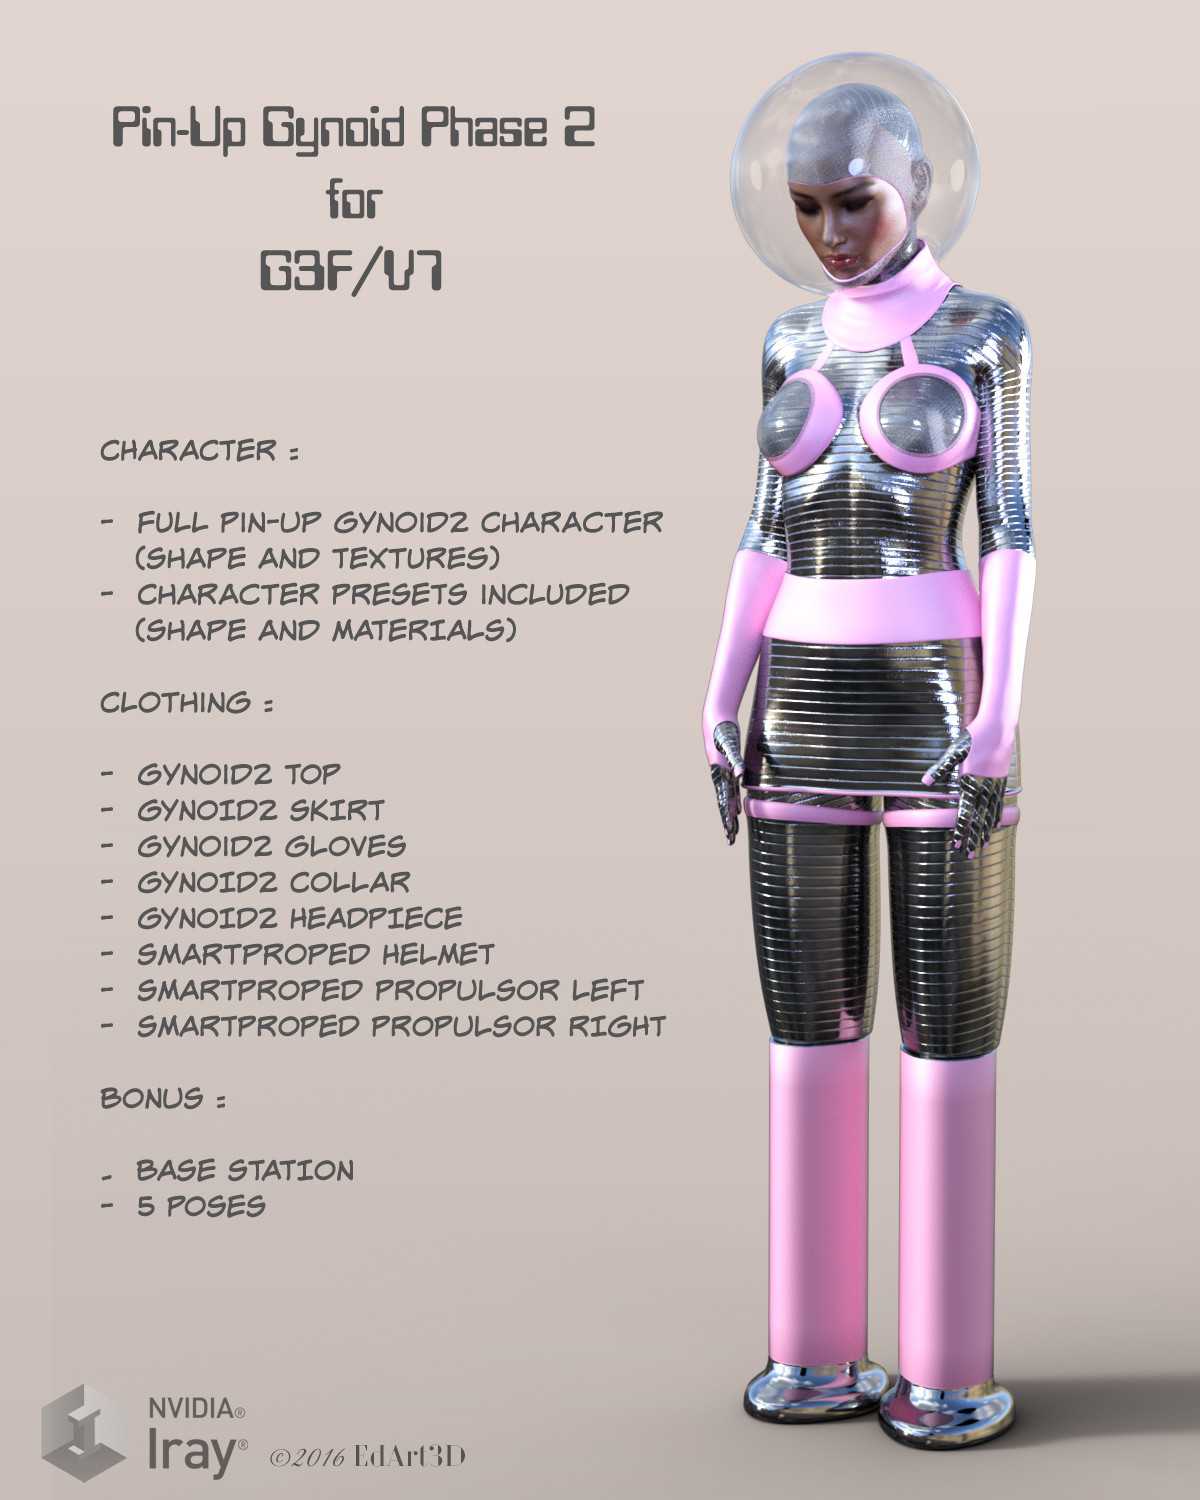 Pin-Up Gynoid Phase 2
for
G3F/V7
CHARACTER :
- FULL PIN-UP GYNOID2 CHARACTER
(SHAPE AND TEXTURES)
- CHARACTER PRESETS INCLUDED
(SHAPE AND MATERIALS)
CLOTHING :
- GYNOID2 TOP
- GYNOID2 SKIRT
- GYNOID2 GLOVES
- GYNOID2 COLLAR
- GYNOID2 HEADPIECE
- SMARTPROPED HELMET
- SMARTPROPED PROPULSOR LEFT
- SMARTPROPED PROPULSOR RIGHT
BONUS :
- BASE STATION
- 5 POSES
NVIDIA®
Iray®
©2016 EdArt3D